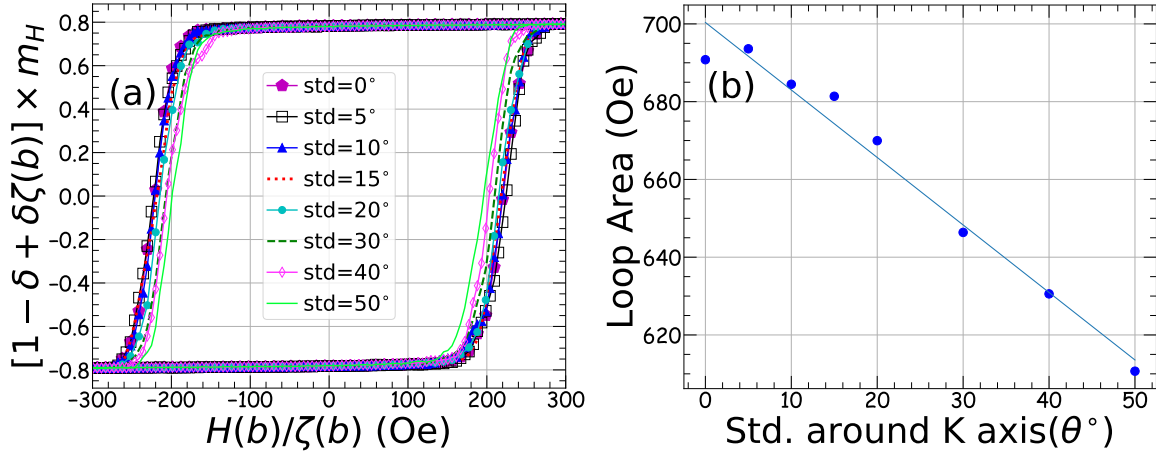 [1 − δ + δζ(b)] × m_H
0.8
0.6
0.4
0.2
0.0
−0.2
−0.4
−0.6
−0.8
(a)
std=0°
std=5°
std=10°
std=15°
std=20°
std=30°
std=40°
std=50°
−300 −200 −100 0 100 200 300
H(b)/ζ(b) (Oe)
Loop Area (Oe)
700
680
660
640
620
(b)
0 10 20 30 40 50
Std. around K axis(θ°)